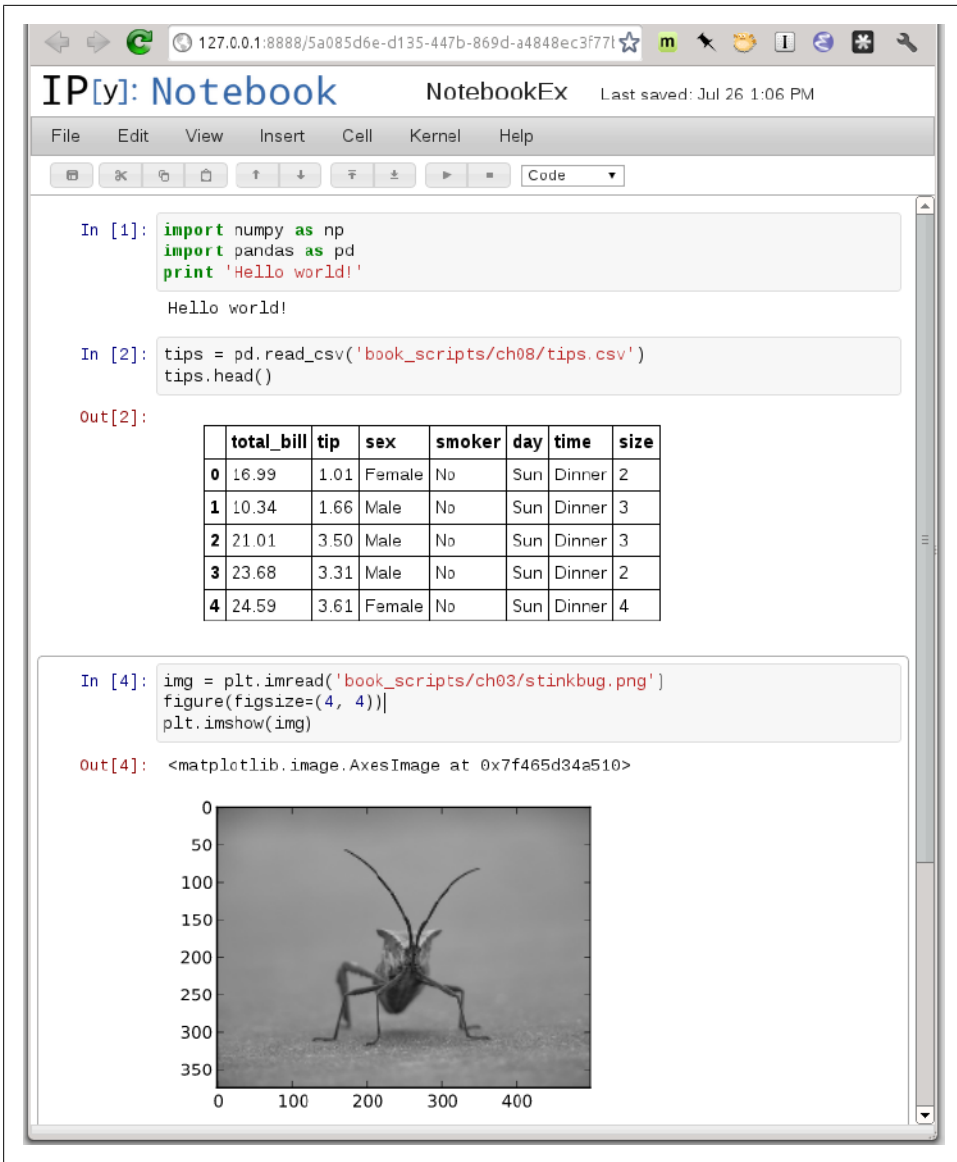 127.0.0.1:8888/5a085d6e-d135-447b-869d-a4848ec3f77
IP[y]: Notebook NotebookEx Last saved: Jul 26 1:06 PM
File Edit View Insert Cell Kernel Help
Code
In [1]: import numpy as np
import pandas as pd
print 'Hello world!'
Hello world!
In [2]: tips = pd.read_csv('book_scripts/ch08/tips.csv')
tips.head()
Out[2]:
total_bill tip sex smoker day time size
0 16.99 1.01 Female No Sun Dinner 2
1 10.34 1.66 Male No Sun Dinner 3
2 21.01 3.50 Male No Sun Dinner 3
3 23.68 3.31 Male No Sun Dinner 2
4 24.59 3.61 Female No Sun Dinner 4
In [4]: img = plt.imread('book_scripts/ch03/stinkbug.png')
figure(figsize=(4, 4))
plt.imshow(img)
Out[4]: <matplotlib.image.AxesImage at 0x7f465d34a510>
0
50
100
150
200
250
300
350
0 100 200 300 400